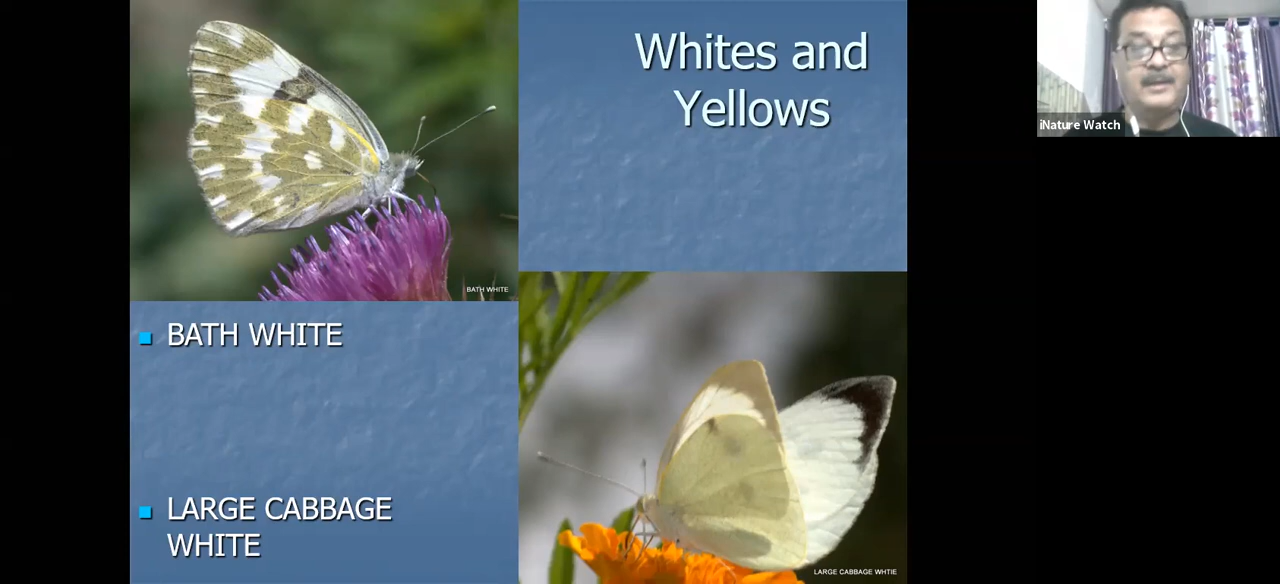 Whites and
Yellows
iNature Watch
BATH WHITE
BATH WHITE
LARGE CABBAGE
WHITE
LARGE CABBAGE WHTIE